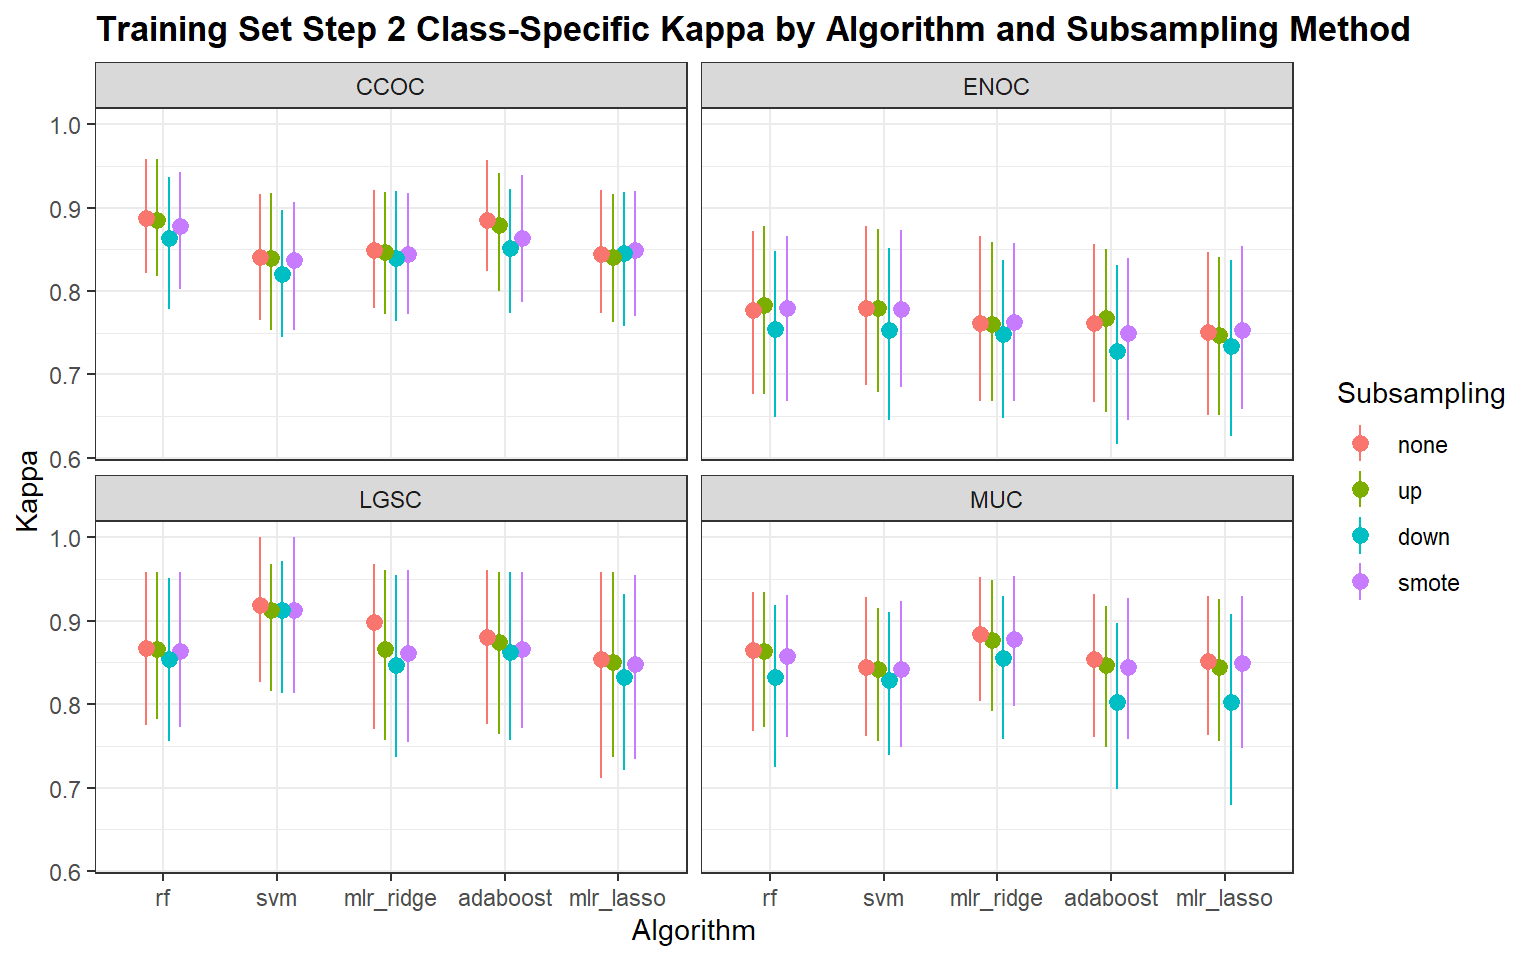 Training Set Step 2 Class-Specific Kappa by Algorithm and Subsampling Method
CCOC
ENOC
1.0
0.9
0.8
0.7
0.6
LGSC
MUC
1.0
0.9
0.8
0.7
0.6
Kappa
rf svm mlr_ridge adaboost mlr_lasso
rf svm mlr_ridge adaboost mlr_lasso
Algorithm
Subsampling
none
up
down
smote